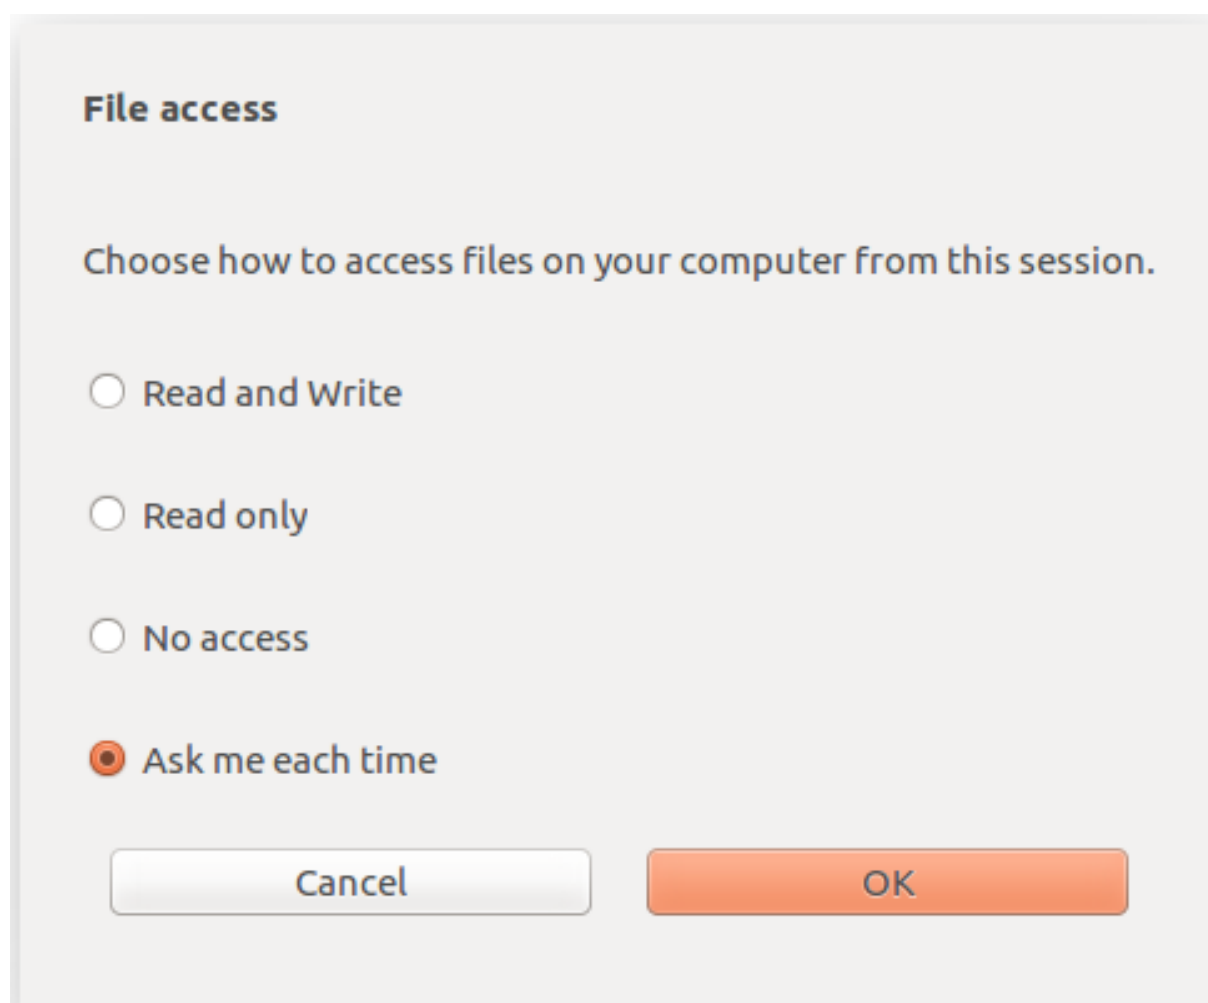 File access
Choose how to access files on your computer from this session.
Read and Write
Read only
No access
Ask me each time
Cancel
OK